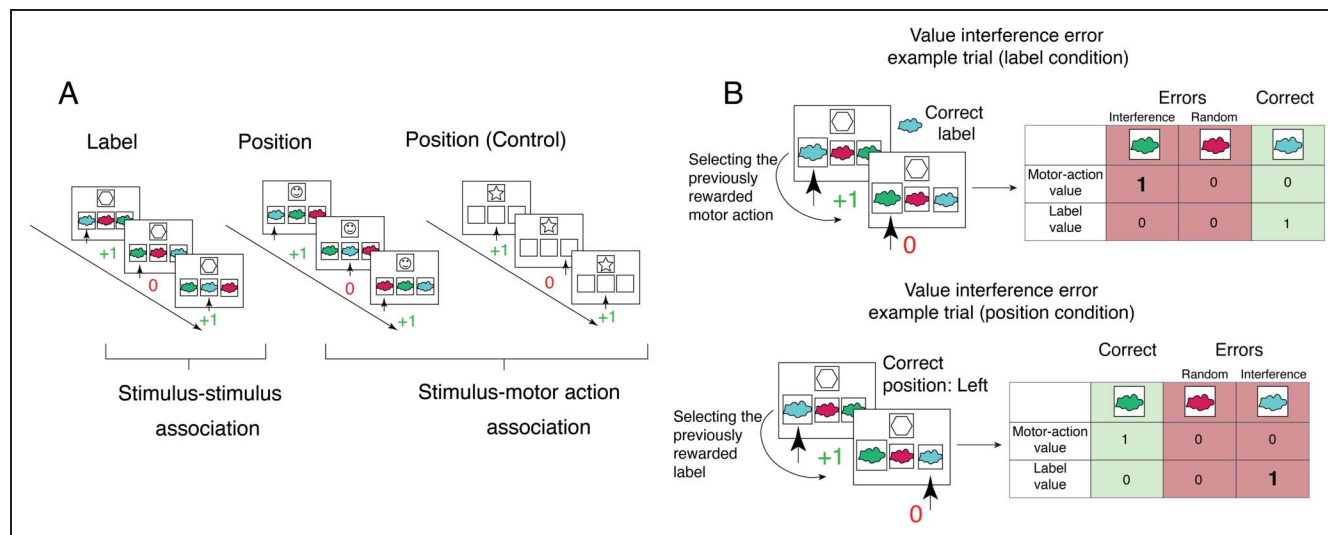 A
Label
Position
Position (Control)
+1
0
+1
+1
0
+1
+1
0
+1
Stimulus-stimulus
association
Stimulus-motor action
association
B
Value interference error
example trial (label condition)
Correct
label
Selecting the
previously
rewarded
motor action
+1
0
Errors
Correct
Interference
Random
Motor-action
value
1
0
0
Label
value
0
0
1
Value interference error
example trial (position condition)
Correct
position: Left
Selecting the
previously
rewarded
label
+1
0
Correct
Errors
Random
Interference
Motor-action
value
1
0
0
Label
value
0
0
1